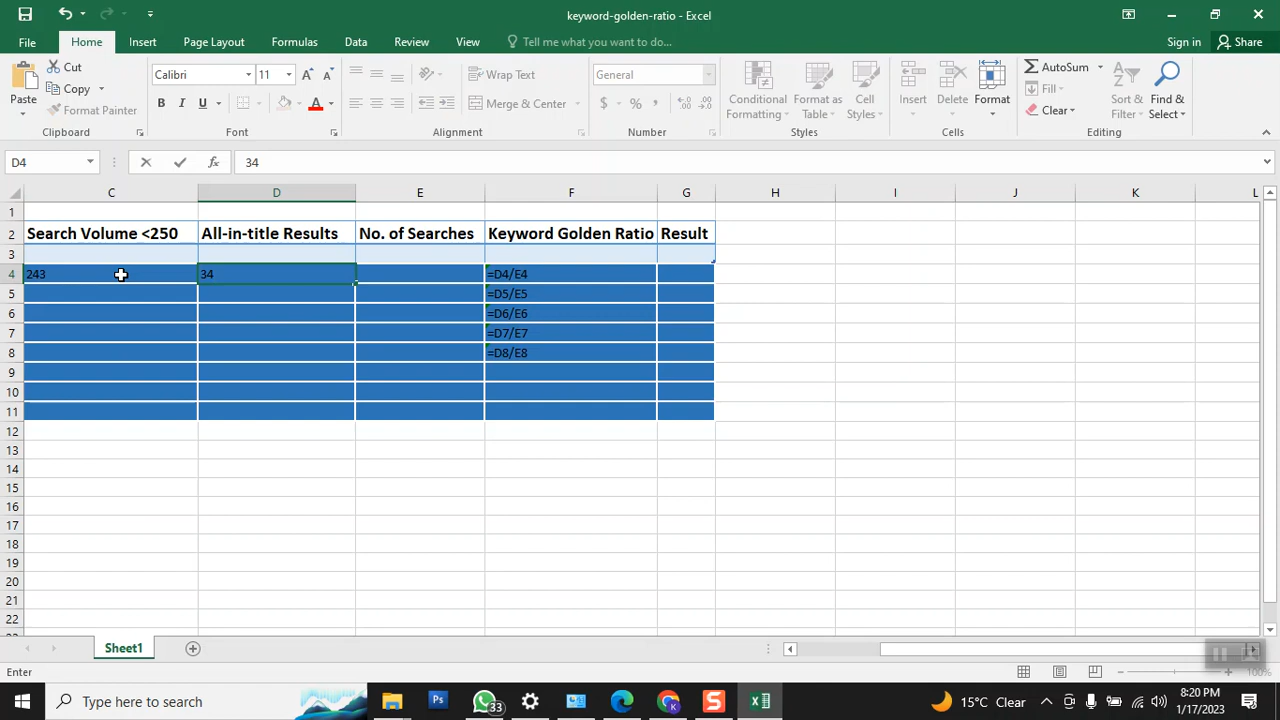 keyword-golden-ratio - Excel
File Home Insert Page Layout Formulas Data Review View Tell me what you want to do... Sign in Share
Paste
Cut
Copy
Format Painter
Clipboard
Calibri 11
B I U A
Font
Wrap Text
Merge & Center
Alignment
General
$ % ,
Number
Conditional Formatting
Format as Table
Cell Styles
Styles
Insert
Delete
Format
Cells
AutoSum
Fill
Clear
Sort & Filter
Find & Select
Editing
D4 fx 34
C D E F G H I J K L
1
2 Search Volume <250 All-in-title Results No. of Searches Keyword Golden Ratio Result
3
4 243 34 =D4/E4
5 =D5/E5
6 =D6/E6
7 =D7/E7
8 =D8/E8
9
10
11
12
13
14
15
16
17
18
19
20
21
22
Sheet1
Enter 100%
Type here to search
Ps
33
K
S
15°C Clear
8:20 PM
1/17/2023